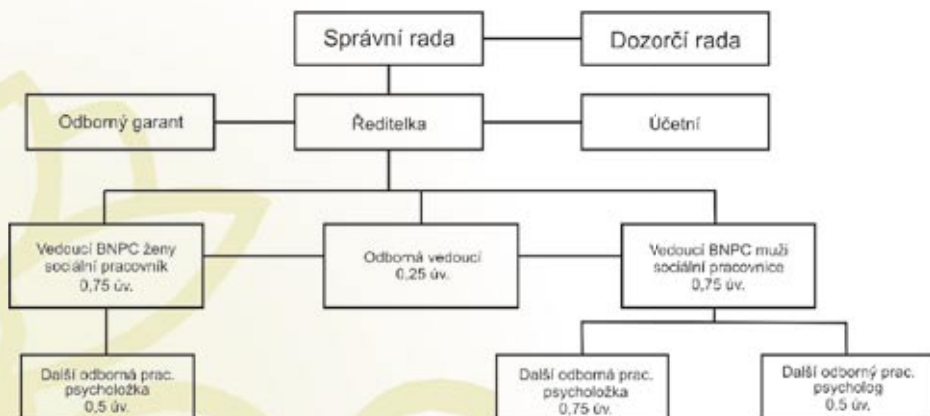 Správní rada
Dozorčí rada
Odborný garant
Ředitelka
Účetní
Vedoucí BNPC ženy
sociální pracovník
0,75 úv.
Odborná vedoucí
0,25 úv.
Vedoucí BNPC muži
sociální pracovnice
0,75 úv.
Další odborná prac.
psycholožka
0,5 úv.
Další odborná prac.
psycholožka
0,75 úv.
Další odborný prac.
psycholog
0,5 úv.